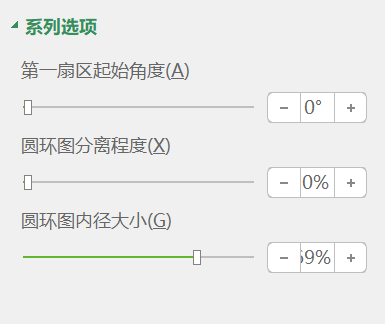 系列选项
第一扇区起始角度(A)
− 0° +
圆环图分离程度(X)
− 0% +
圆环图内径大小(G)
− 69% +